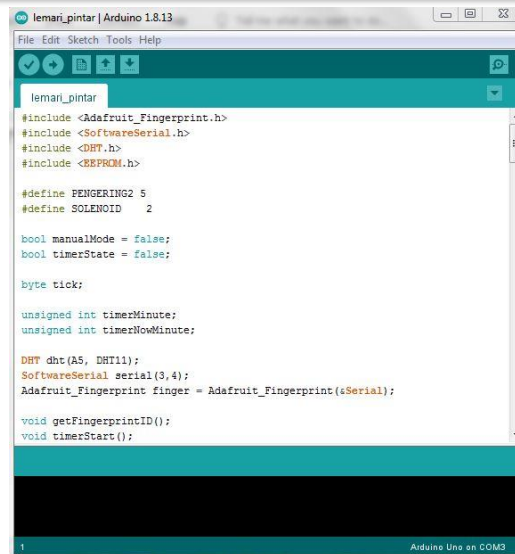 lemari_pintar | Arduino 1.8.13
File Edit Sketch Tools Help
lemari_pintar
#include <Adafruit_Fingerprint.h>
#include <SoftwareSerial.h>
#include <DHT.h>
#include <EEPROM.h>
#define PENGERING2 5
#define SOLENOID 2
bool manualMode = false;
bool timerState = false;
byte tick;
unsigned int timerMinute;
unsigned int timerNowMinute;
DHT dht(A5, DHT11);
SoftwareSerial serial(3,4);
Adafruit_Fingerprint finger = Adafruit_Fingerprint(&Serial);
void getFingerprintID();
void timerStart();
1
Arduino Uno on COM3